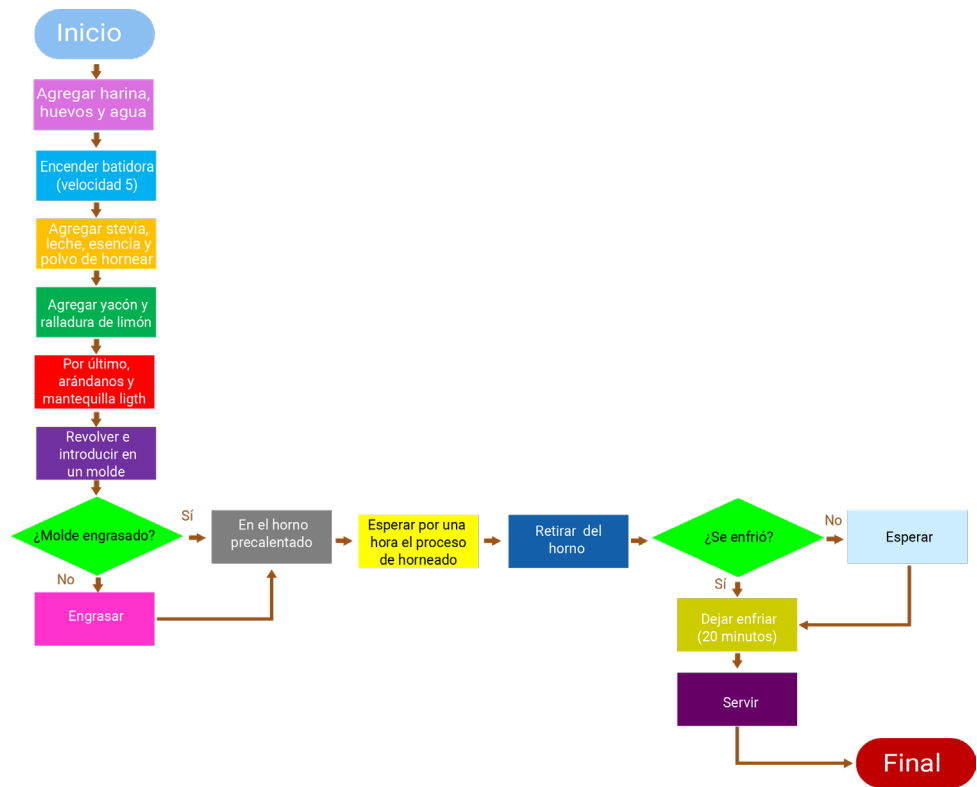 Inicio
Agregar harina,
huevos y agua
Encender batidora
(velocidad 5)
Agregar stevia,
leche, esencia y
polvo de hornear
Agregar yacón y
ralladura de limón
Por último,
arándanos y
mantequilla ligth
Revolver e
introducir en
un molde
¿Molde engrasado?
Sí
No
Engrasar
En el horno
precalentado
Esperar por una
hora el proceso
de horneado
Retirar del
horno
¿Se enfrió?
No
Esperar
Sí
Dejar enfriar
(20 minutos)
Servir
Final